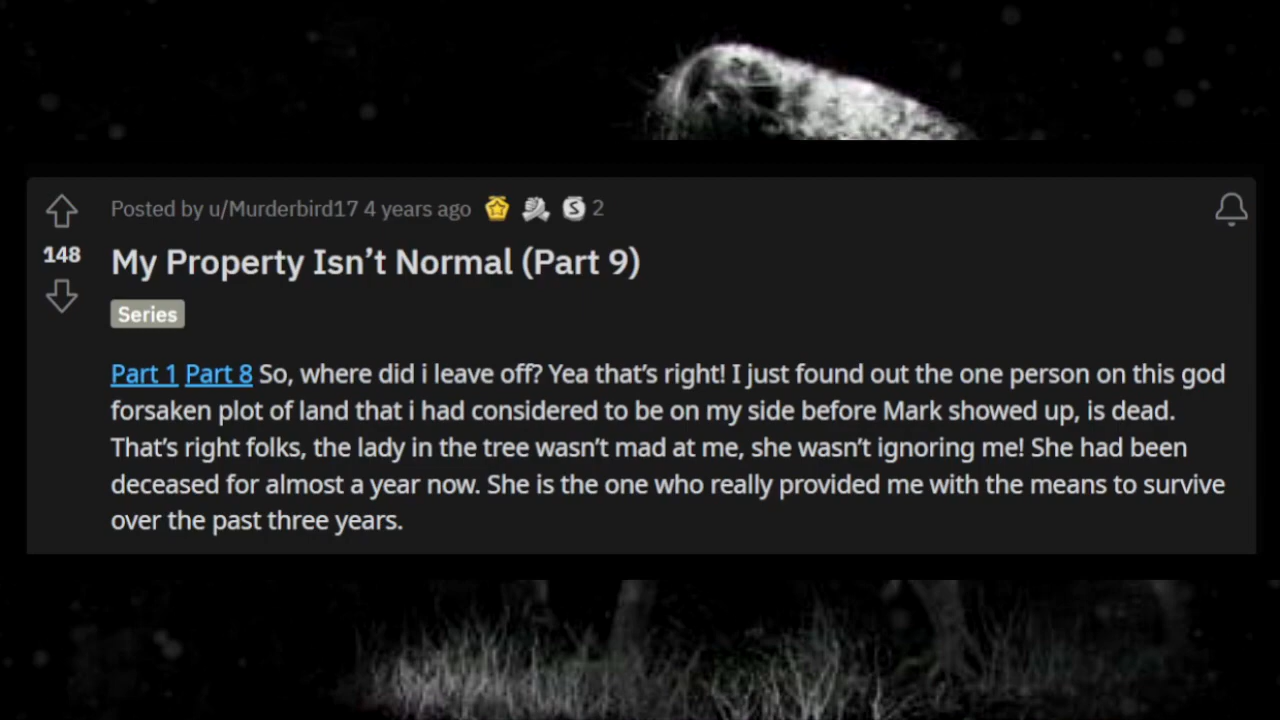 Posted by u/Murderbird17 4 years ago 2
148
My Property Isn’t Normal (Part 9)
Series
Part 1 Part 8 So, where did i leave off? Yea that’s right! I just found out the one person on this god
forsaken plot of land that i had considered to be on my side before Mark showed up, is dead.
That’s right folks, the lady in the tree wasn’t mad at me, she wasn’t ignoring me! She had been
deceased for almost a year now. She is the one who really provided me with the means to survive
over the past three years.